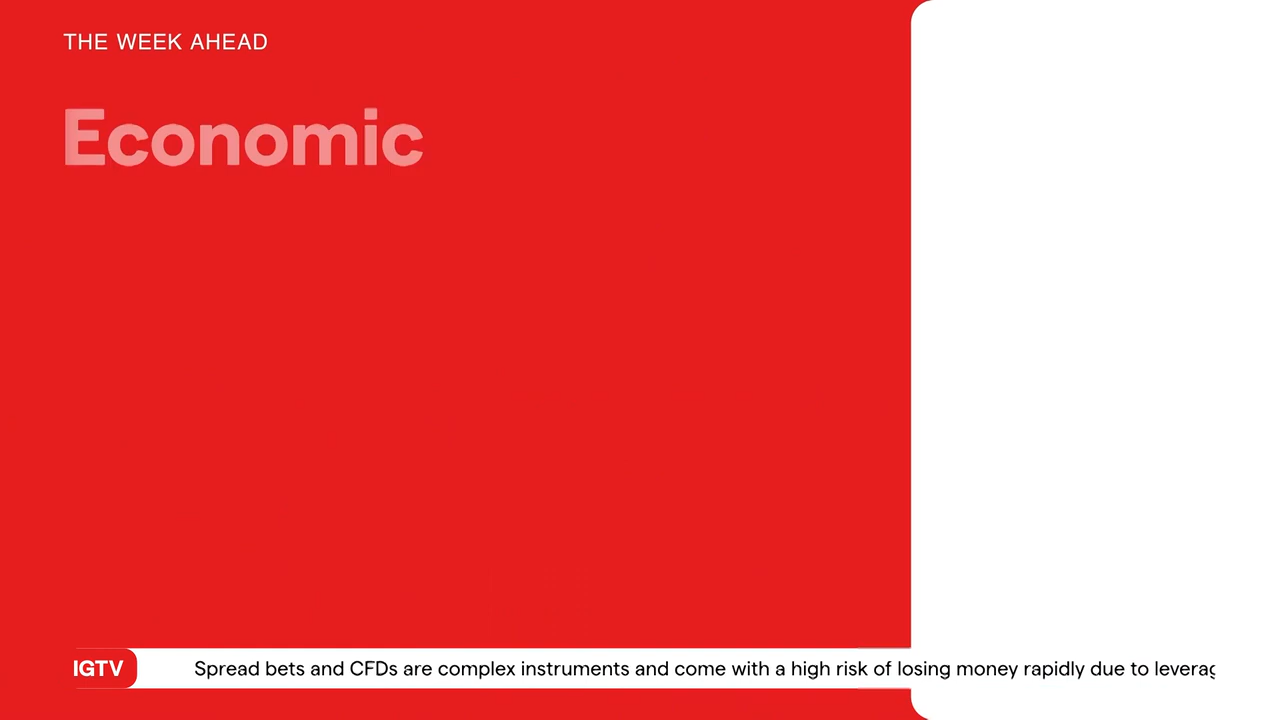 THE WEEK AHEAD
Economic
IGTV
Spread bets and CFDs are complex instruments and come with a high risk of losing money rapidly due to